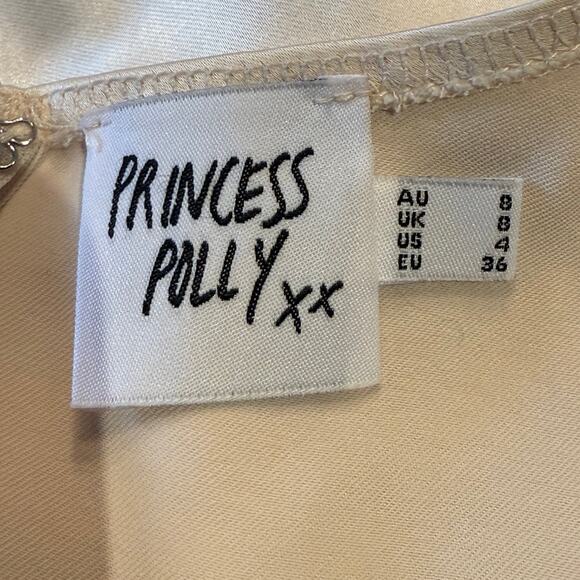 PRINCESS
POLLY xx
AU 8
UK 8
US 4
EU 36